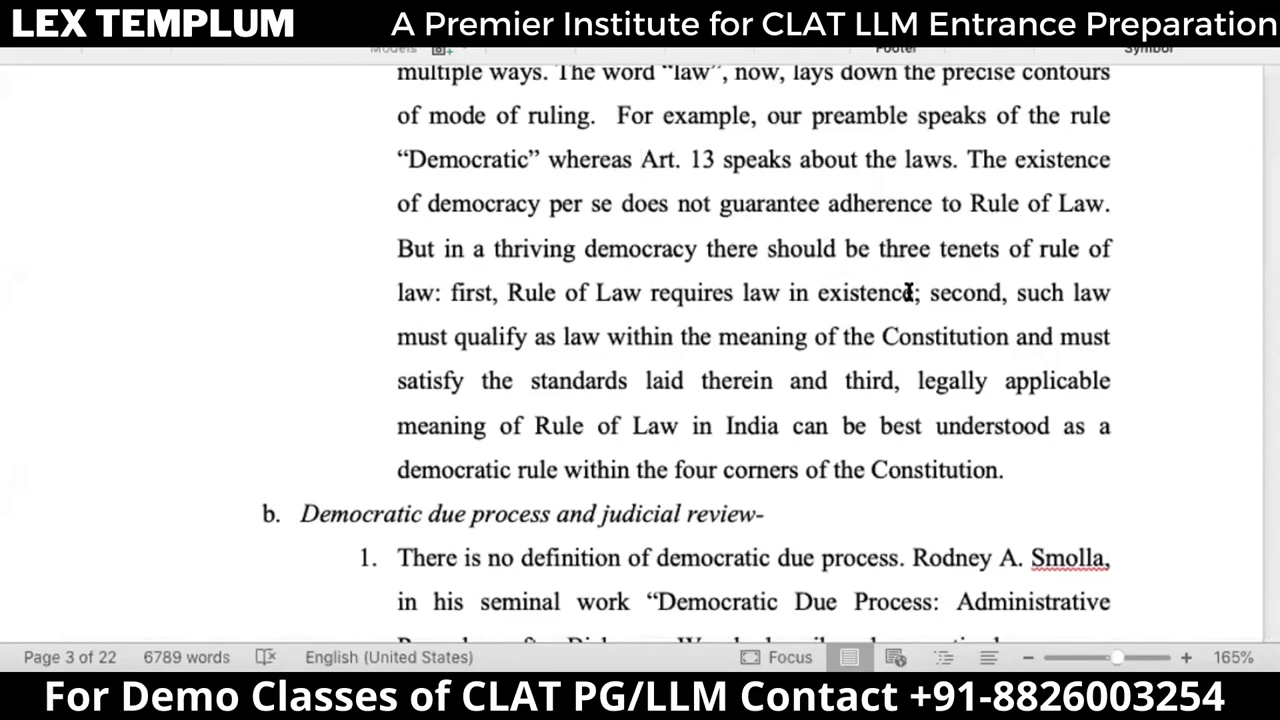 LEX TEMPLUM
A Premier Institute for CLAT LLM Entrance Preparation
Models
Footer
Symbol
multiple ways. The word “law”, now, lays down the precise contours
of mode of ruling. For example, our preamble speaks of the rule
“Democratic” whereas Art. 13 speaks about the laws. The existence
of democracy per se does not guarantee adherence to Rule of Law.
But in a thriving democracy there should be three tenets of rule of
law: first, Rule of Law requires law in existence; second, such law
must qualify as law within the meaning of the Constitution and must
satisfy the standards laid therein and third, legally applicable
meaning of Rule of Law in India can be best understood as a
democratic rule within the four corners of the Constitution.
b. Democratic due process and judicial review-
1. There is no definition of democratic due process. Rodney A. Smolla,
in his seminal work “Democratic Due Process: Administrative
Page 3 of 22
6789 words
English (United States)
Focus
165%
For Demo Classes of CLAT PG/LLM Contact +91-8826003254